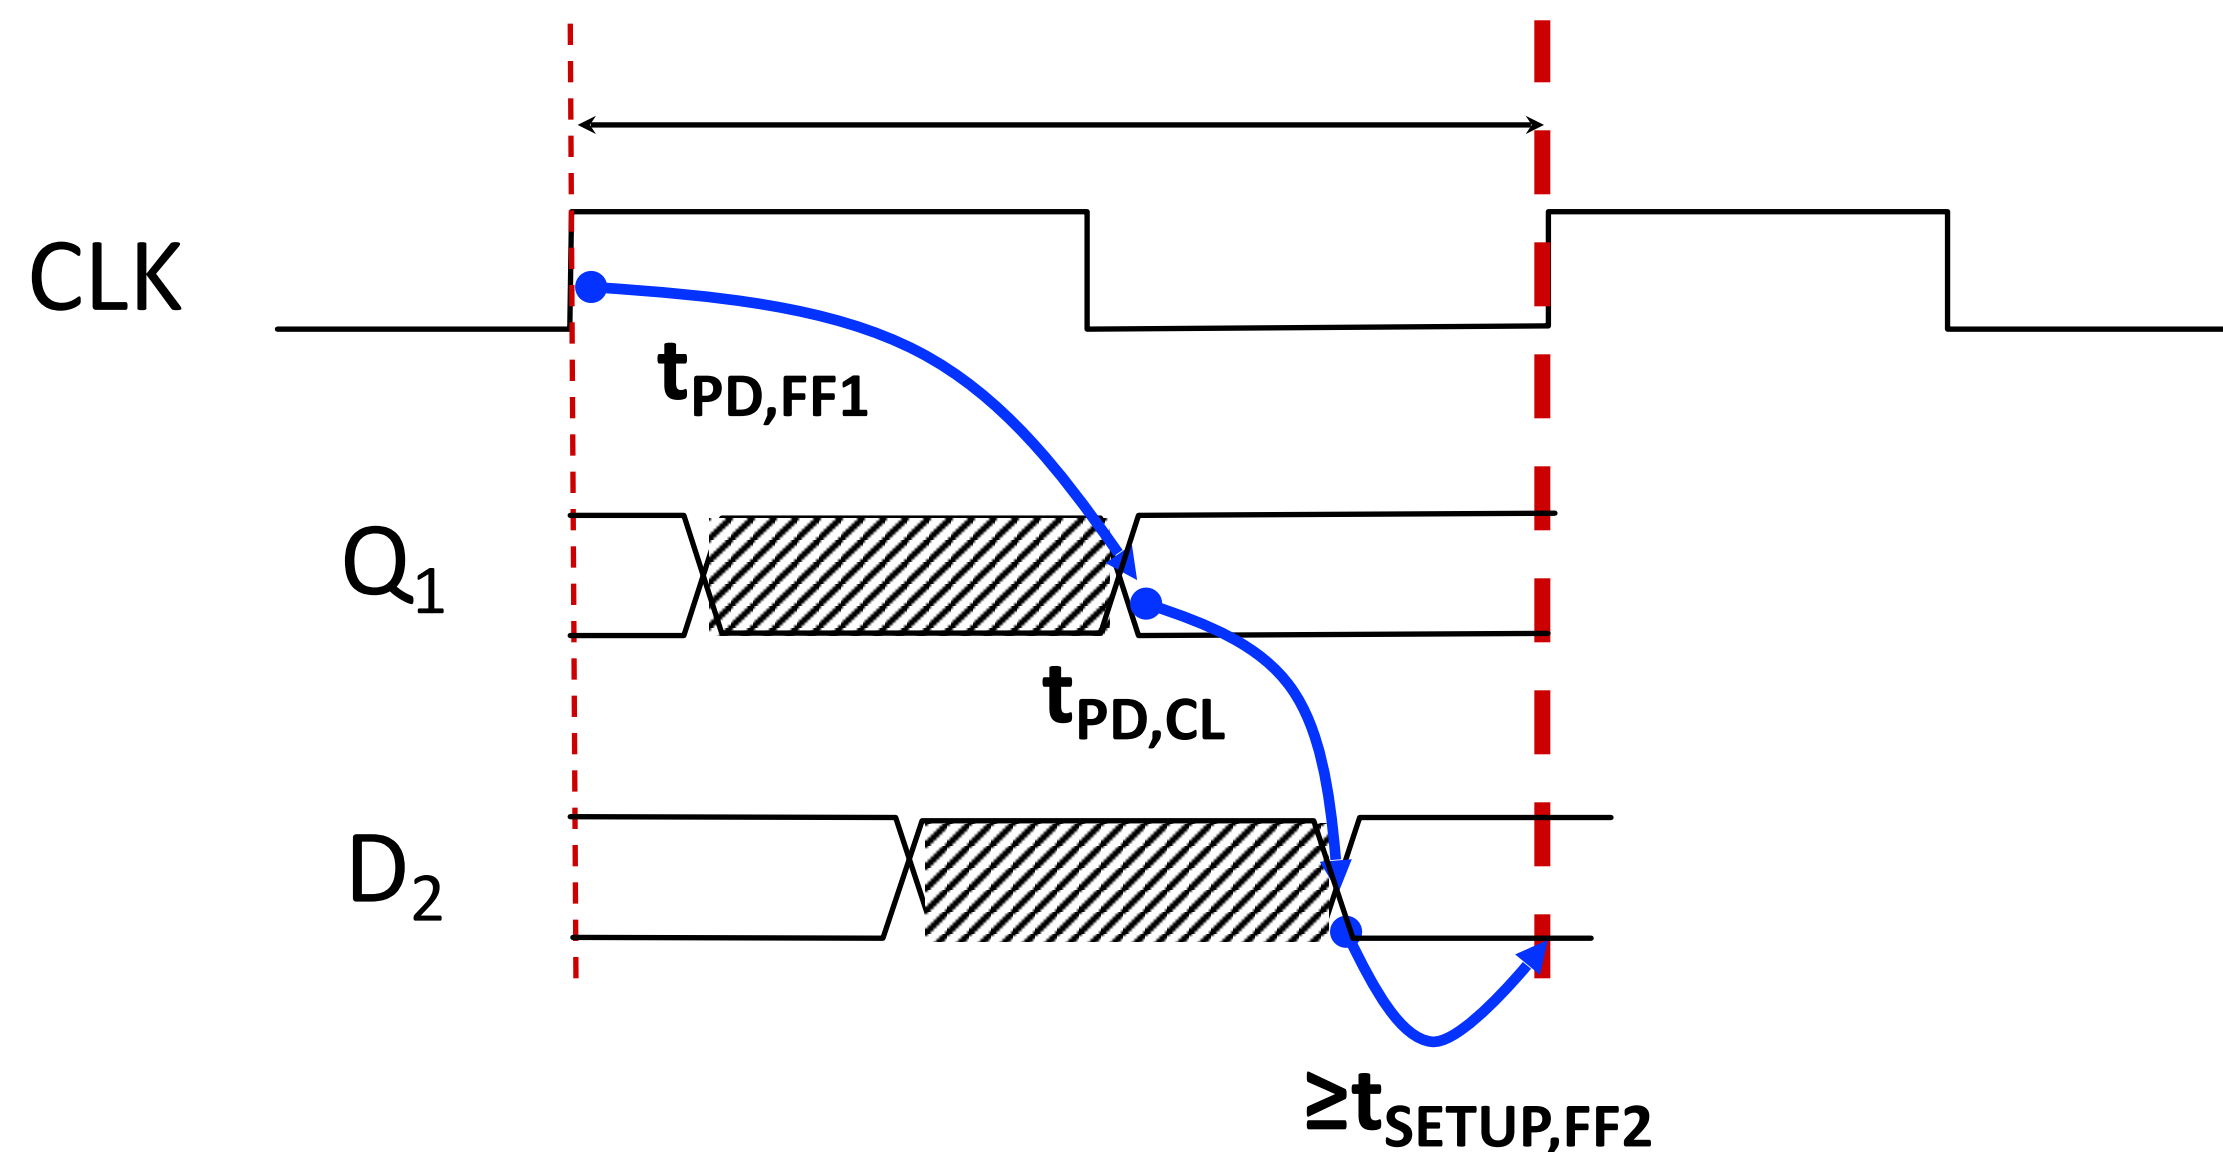 CLK
tPD,FF1
Q1
tPD,CL
D2
≥tSETUP,FF2